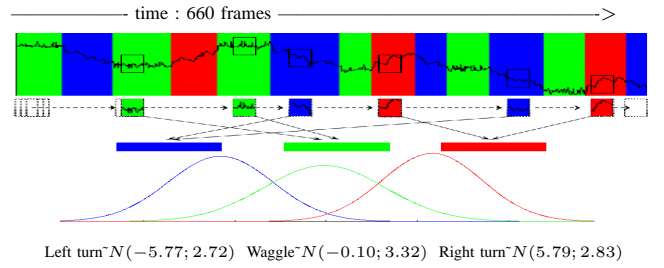 time : 660 frames
Left turn~N(−5.77; 2.72) Waggle~N(−0.10; 3.32) Right turn~N(5.79; 2.83)